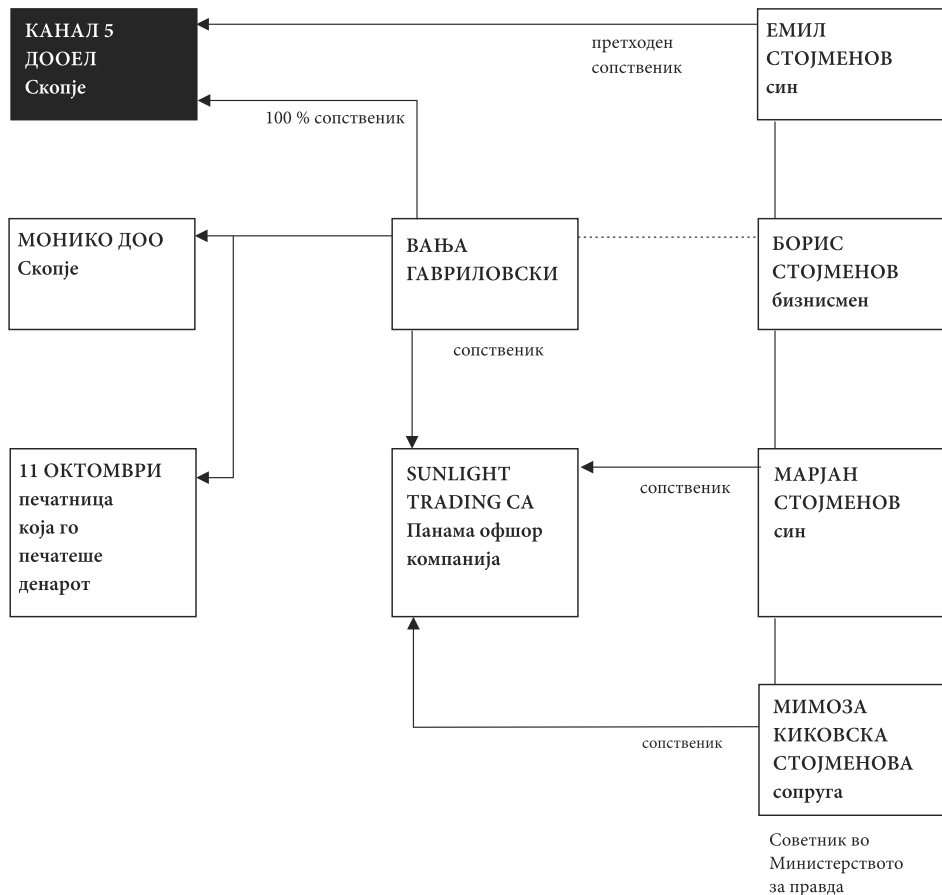 КАНАЛ 5
ДООЕЛ
Скопје
претходен
сопственик
ЕМИЛ
СТОЈМЕНОВ
син
100 % сопственик
МОНИКО ДОО
Скопје
ВАЊА
ГАВРИЛОВСКИ
БОРИС
СТОЈМЕНОВ
бизнисмен
сопственик
11 ОКТОМВРИ
печатница
која го
печатеше
денарот
SUNLIGHT
TRADING CA
Панама офшор
компанија
сопственик
МАРЈАН
СТОЈМЕНОВ
син
сопственик
МИМОЗА
КИКОВСКА
СТОЈМЕНОВА
сопруга
Советник во
Министерството
за правда